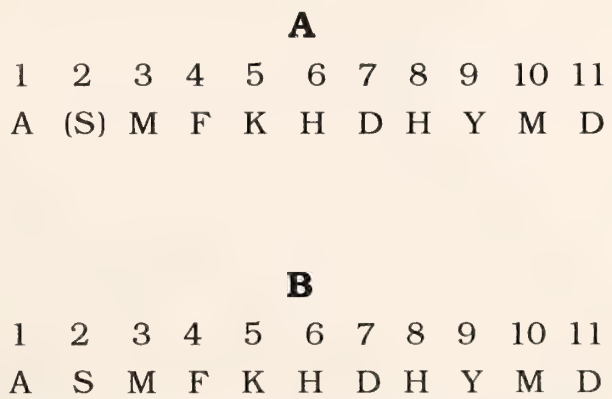 A
1 2 3 4 5 6 7 8 9 10 11
A (S) M F K H D H Y M D
B
1 2 3 4 5 6 7 8 9 10 11
A S M F K H D H Y M D